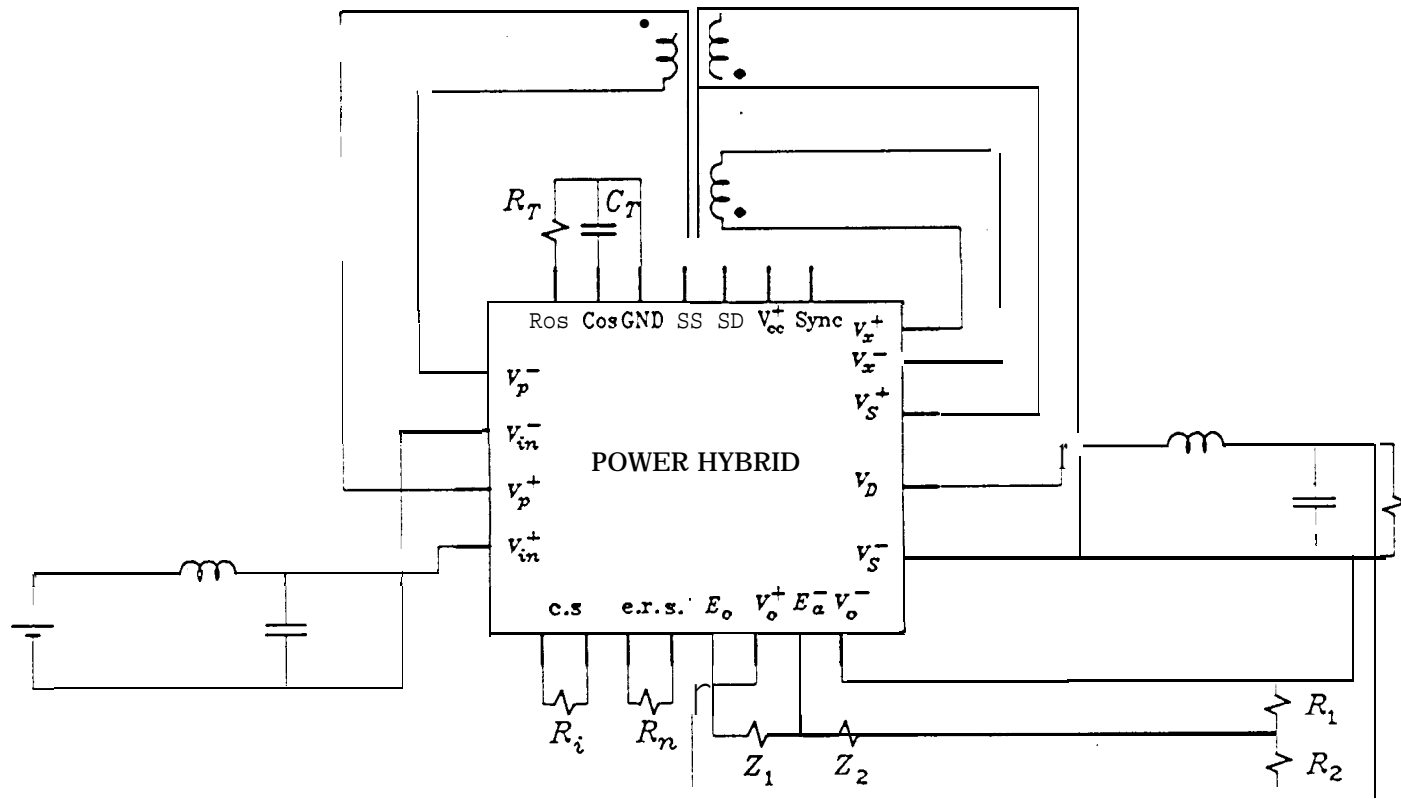 R_T
C_T
Ros Cos GND SS SD V_cc^+ Sync
V_x^+
V_x^-
V_p^-
V_S^+
V_in^-
POWER HYBRID
V_p^+
V_D
V_in^+
V_S^-
c.s e.r.s. E_o V_o^+ E_a^- V_o^-
R_i R_n
R_1
Z_1 Z_2
R_2